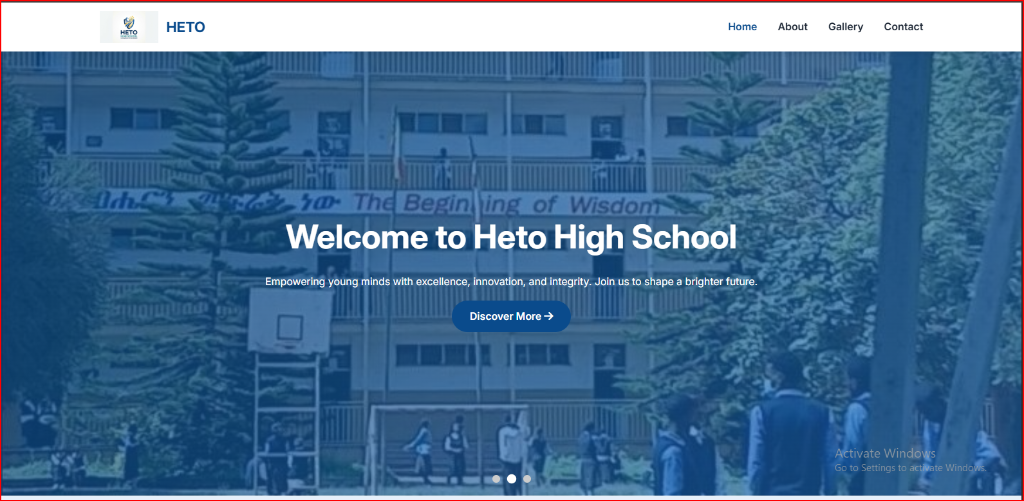 HETO
HETO
Home
About
Gallery
Contact
ነው The Beginning of Wisdom
Welcome to Heto High School
Empowering young minds with excellence, innovation, and integrity. Join us to shape a brighter future.
Discover More →
Activate Windows
Go to Settings to activate Windows.